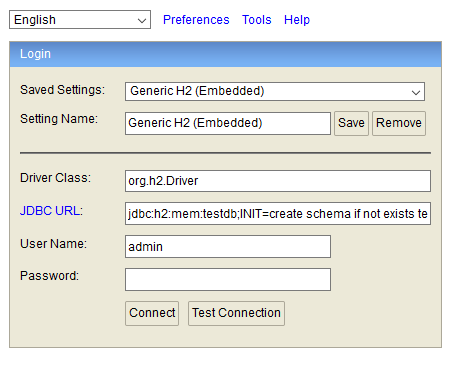 English Preferences Tools Help
Login
Saved Settings: Generic H2 (Embedded)
Setting Name: Generic H2 (Embedded) Save Remove
Driver Class: org.h2.Driver
JDBC URL: jdbc:h2:mem:testdb;INIT=create schema if not exists te
User Name: admin
Password:
Connect Test Connection